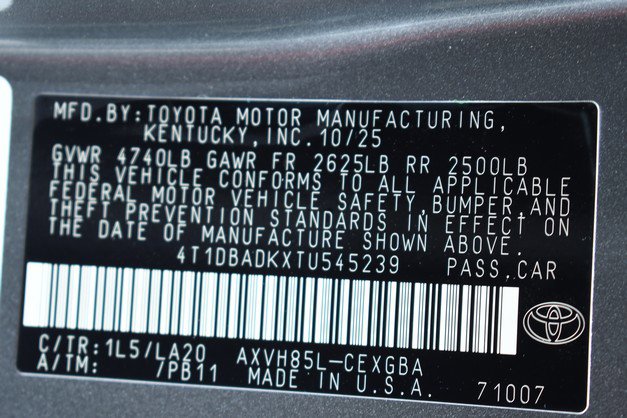 MFD.BY:TOYOTA MOTOR MANUFACTURING,
KENTUCKY, INC. 10/25
GVWR 4740LB GAWR FR 2625LB RR 2500LB
THIS VEHICLE CONFORMS TO ALL APPLICABLE
FEDERAL MOTOR VEHICLE SAFETY, BUMPER, AND
THEFT PREVENTION STANDARDS IN EFFECT ON
THE DATE OF MANUFACTURE SHOWN ABOVE.
4T1DBADKXTU545239 PASS.CAR
C/TR:1L5/LA20 AXVH85L-CEXGBA
A/TM: /PB11 MADE IN U.S.A. 71007